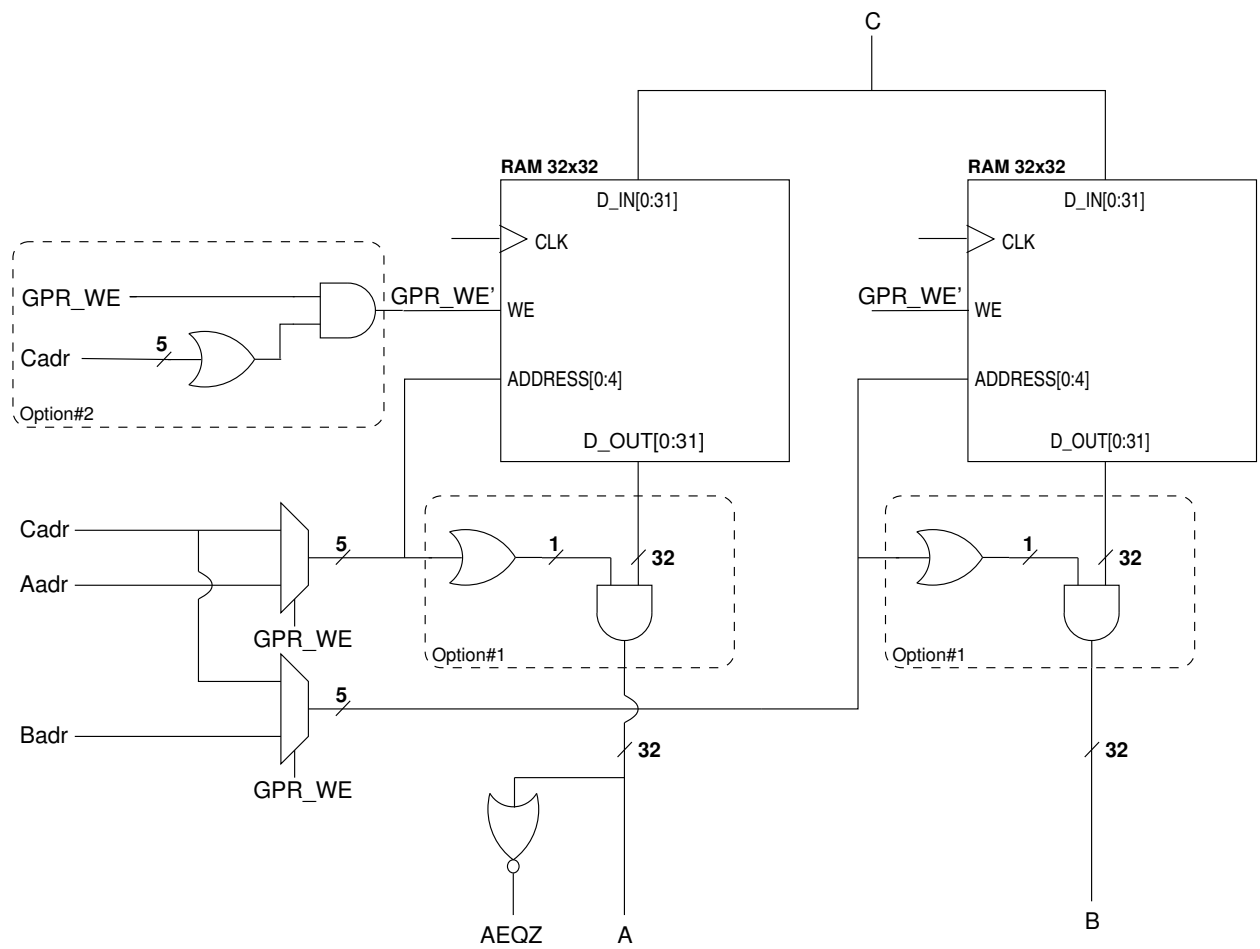 C
RAM 32x32
RAM 32x32
D_IN[0:31]
D_IN[0:31]
CLK
CLK
GPR_WE
GPR_WE'
WE
GPR_WE'
WE
Cadr
5
ADDRESS[0:4]
ADDRESS[0:4]
Option#2
D_OUT[0:31]
D_OUT[0:31]
Cadr
5
1
32
1
32
Aadr
GPR_WE
Option#1
Option#1
5
Badr
32
32
GPR_WE
AEQZ
A
B